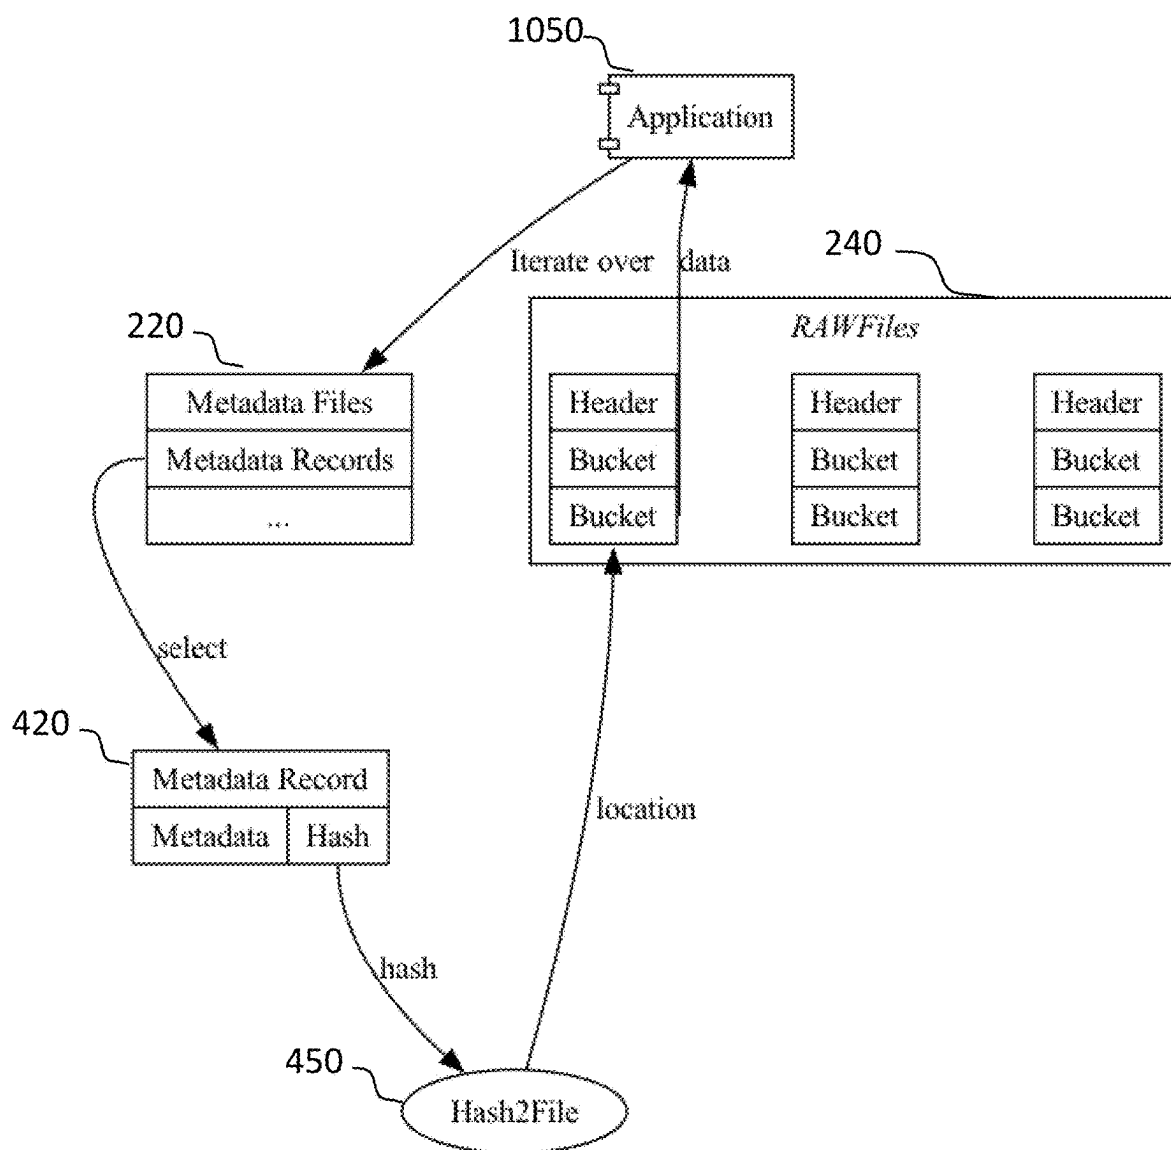 1050
Application
Iterate over data
240
RAWFiles
220
Metadata Files
Metadata Records
...
Header Header Header
Bucket Bucket Bucket
Bucket Bucket Bucket
select
420
Metadata Record
Metadata Hash
location
hash
450
Hash2File